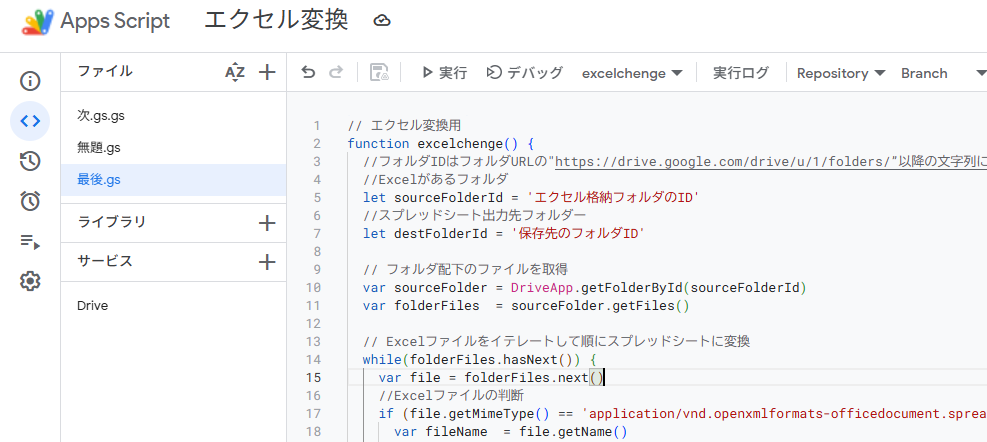 Apps Script エクセル変換
ファイル
実行 デバッグ excelchenge 実行ログ Repository Branch
次.gs.gs
無題.gs
最後.gs
ライブラリ
サービス
Drive
1 // エクセル変換用
2 function excelchenge() {
3 //フォルダIDはフォルダURLの"https://drive.google.com/drive/u/1/folders/"以降の文字列に
4 //Excelがあるフォルダ
5 let sourceFolderId = 'エクセル格納フォルダのID'
6 //スプレッドシート出力先フォルダー
7 let destFolderId = '保存先のフォルダID'
8
9 // フォルダ配下のファイルを取得
10 var sourceFolder = DriveApp.getFolderById(sourceFolderId)
11 var folderFiles = sourceFolder.getFiles()
12
13 // Excelファイルをイテレートして順にスプレッドシートに変換
14 while(folderFiles.hasNext()) {
15 var file = folderFiles.next()
16 //Excelファイルの判断
17 if (file.getMimeType() == 'application/vnd.openxmlformats-officedocument.sprea
18 var fileName = file.getName()